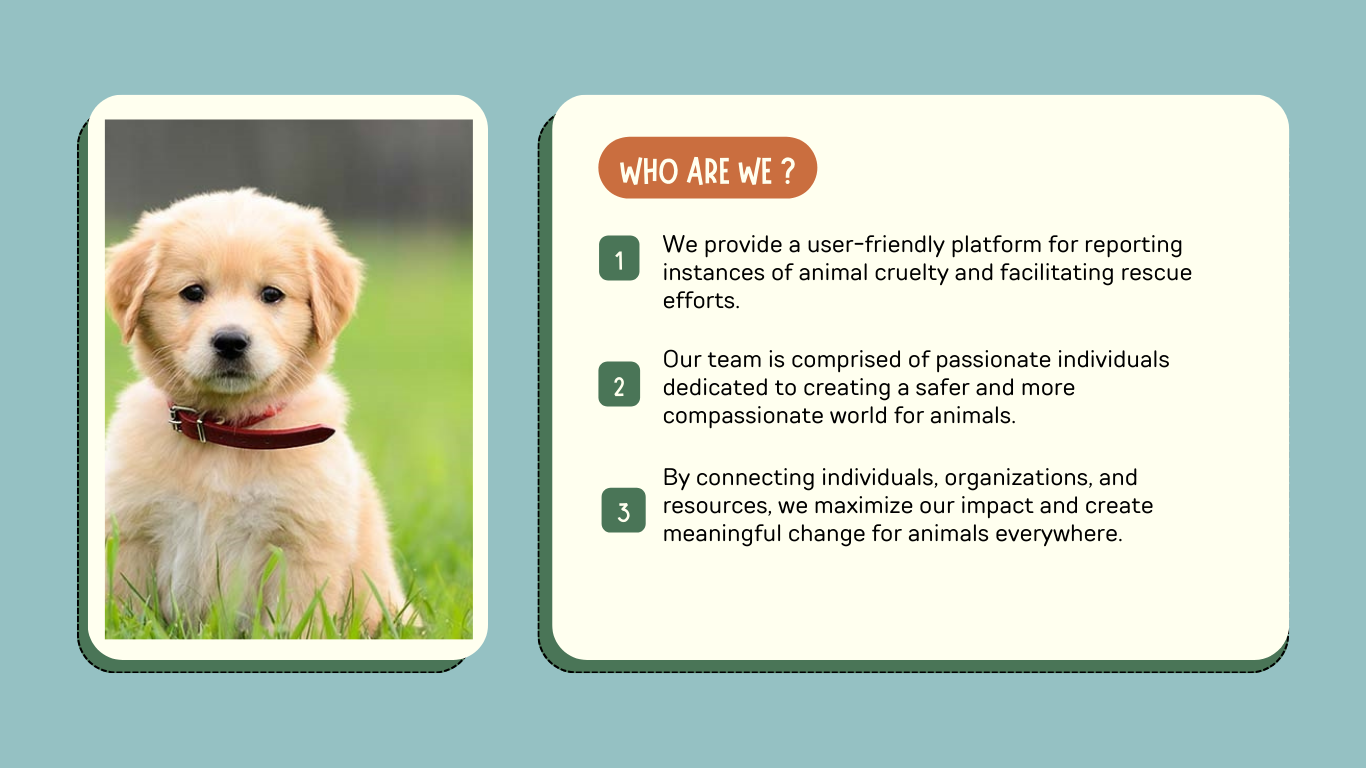 WHO ARE WE ?
1
We provide a user-friendly platform for reporting
instances of animal cruelty and facilitating rescue
efforts.
2
Our team is comprised of passionate individuals
dedicated to creating a safer and more
compassionate world for animals.
3
By connecting individuals, organizations, and
resources, we maximize our impact and create
meaningful change for animals everywhere.